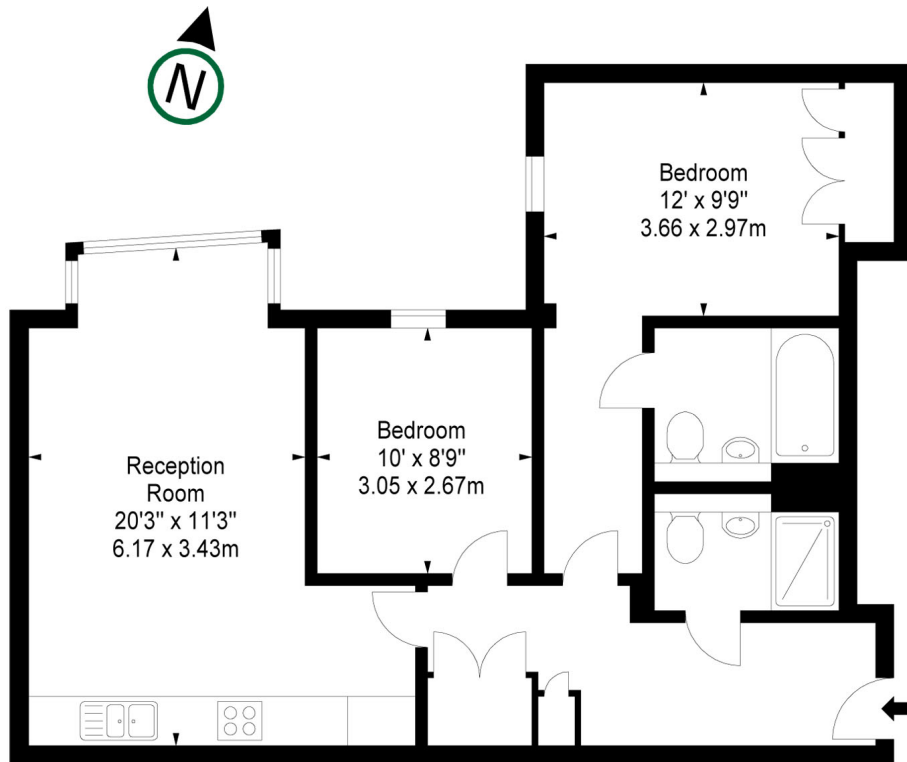 N
Bedroom
12' x 9'9"
3.66 x 2.97m
Bedroom
10' x 8'9"
3.05 x 2.67m
Reception
Room
20'3" x 11'3"
6.17 x 3.43m